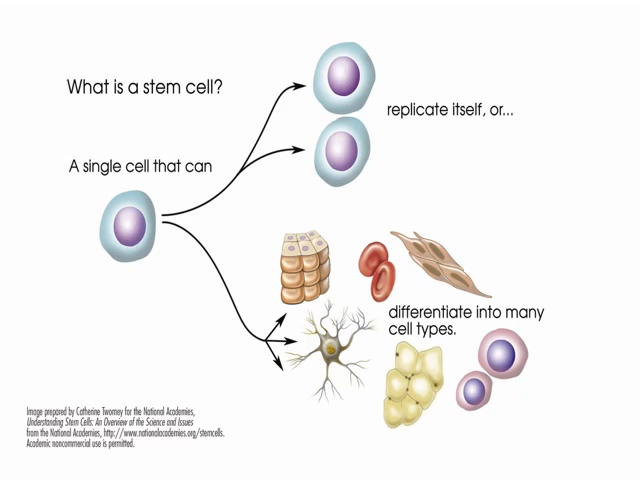 What is a stem cell?
replicate itself, or...
A single cell that can
differentiate into many
cell types.
Image prepared by Catherine Twomey for the National Academies,
Understanding Stem Cells: An Overview of the Science and Issues
from the National Academies, http://www.nationalacademies.org/stemcells.
Academic noncommercial use is permitted.